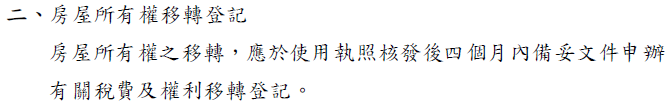 二、房屋所有權移轉登記
房屋所有權之移轉，應於使用執照核發後四個月內備妥文件申辦
有關稅費及權利移轉登記。